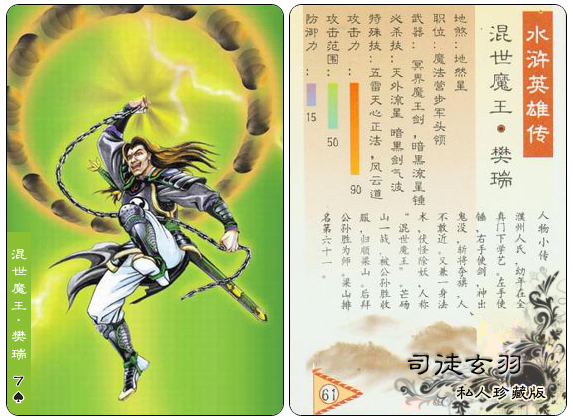 混世魔王·樊瑞
7♠
水浒英雄传
混世魔王·樊瑞
地煞：地然星
职位：魔法营步军头领
武器：冥界魔王剑，暗黑流星锤
必杀技：天外流星 暗黑剑气波
特殊技：五雷天心正法，风云道
攻击力：
90
攻击范围：
50
防御力：
15
人物小传
濮州人氏，幼年在全
真门下学艺。左手使
锤，右手使剑，神出
鬼没，斩将夺旗，人
不敢近。又兼一身法
术，伏怪除妖，人称
“混世魔王”。芒砀
山一战，被公孙胜收
服，归顺梁山。后拜
公孙胜为师。梁山排
名第六十一。
61
司徒玄羽
私人珍藏版